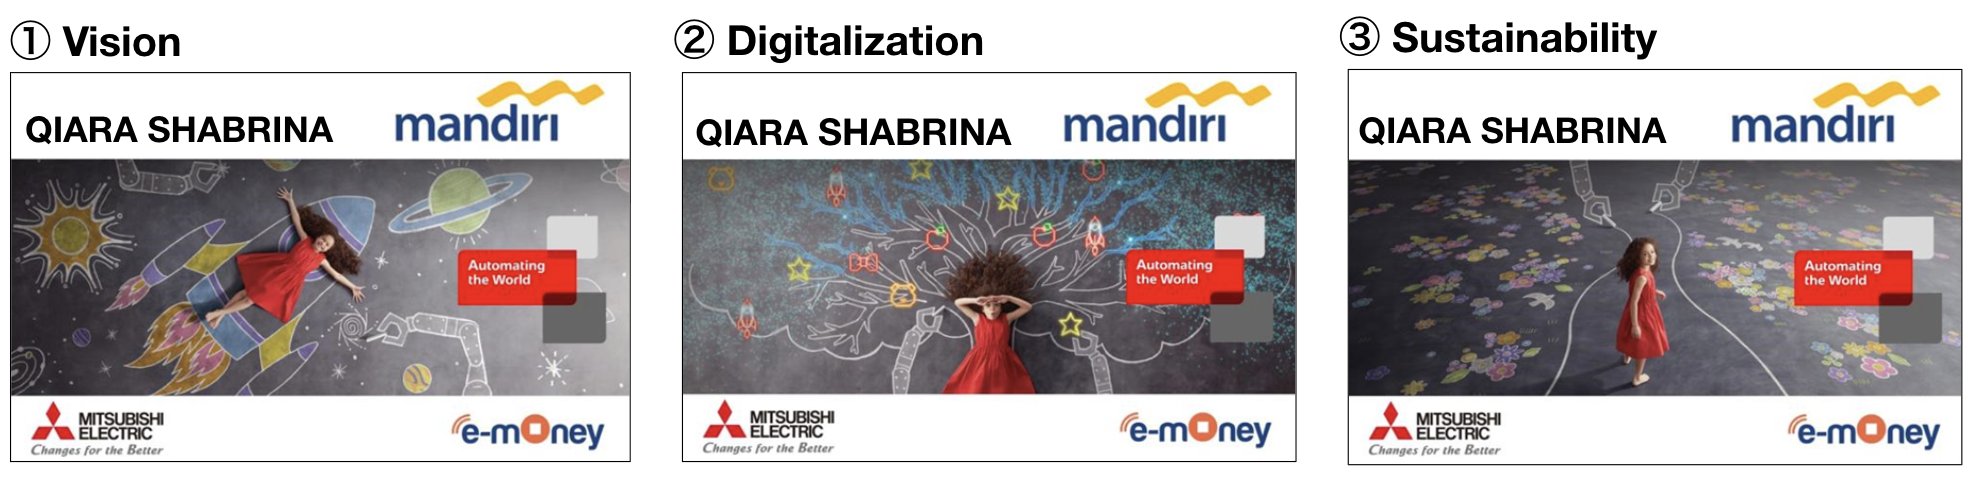 ① Vision
QIARA SHABRINA
mandiri
Automating
the World
MITSUBISHI
ELECTRIC
Changes for the Better
e-money
② Digitalization
QIARA SHABRINA
mandiri
Automating
the World
MITSUBISHI
ELECTRIC
Changes for the Better
e-money
③ Sustainability
QIARA SHABRINA
mandiri
Automating
the World
MITSUBISHI
ELECTRIC
Changes for the Better
e-money